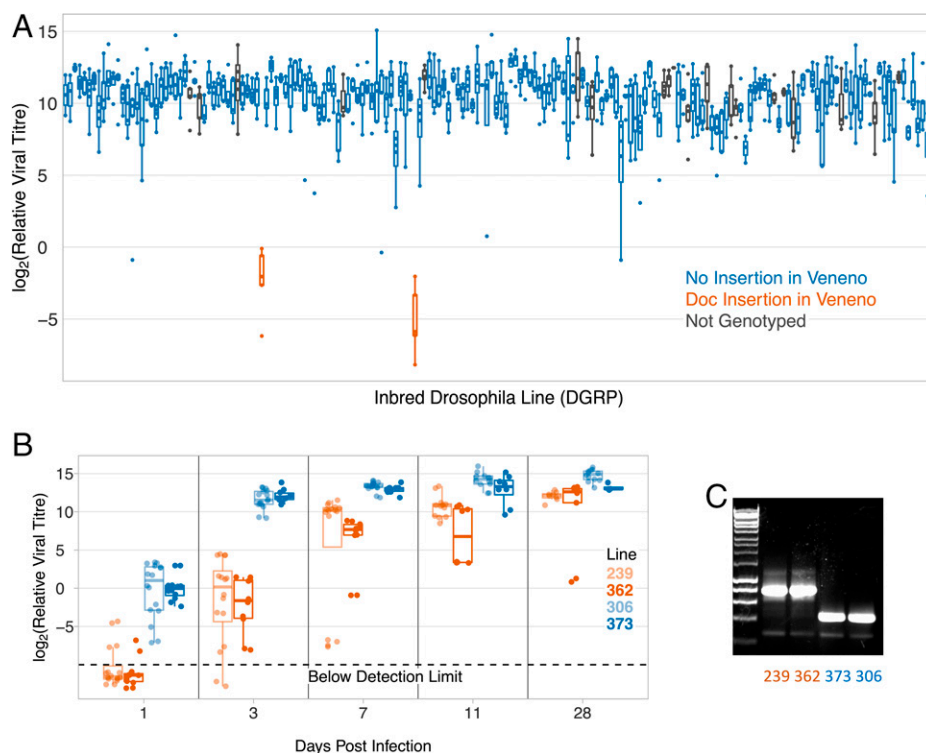 A
15
10
5
0
−5
log2(Relative Viral Titre)
No Insertion in Veneno
Doc Insertion in Veneno
Not Genotyped
Inbred Drosophila Line (DGRP)
B
15
10
5
0
−5
log2(Relative Viral Titre)
Line
239
362
306
373
Below Detection Limit
1 3 7 11 28
Days Post Infection
C
239 362 373 306